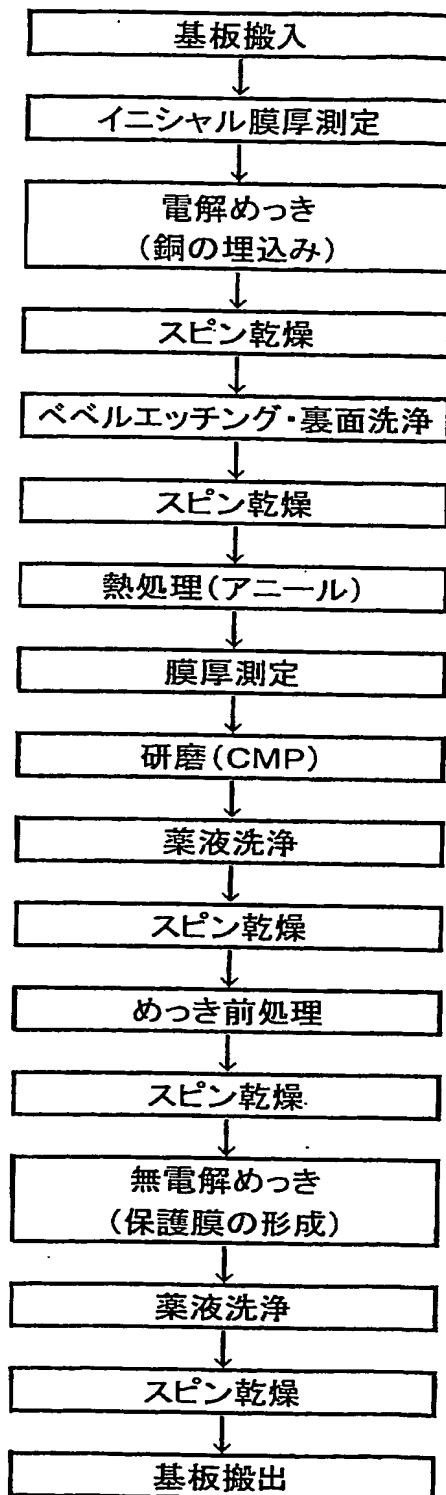 基板搬入
イニシャル膜厚測定
電解めっき
(銅の埋込み)
スピン乾燥
ベベルエッチング・裏面洗浄
スピン乾燥
熱処理(アニール)
膜厚測定
研磨(CMP)
薬液洗浄
スピン乾燥
めっき前処理
スピン乾燥
無電解めっき
(保護膜の形成)
薬液洗浄
スピン乾燥
基板搬出